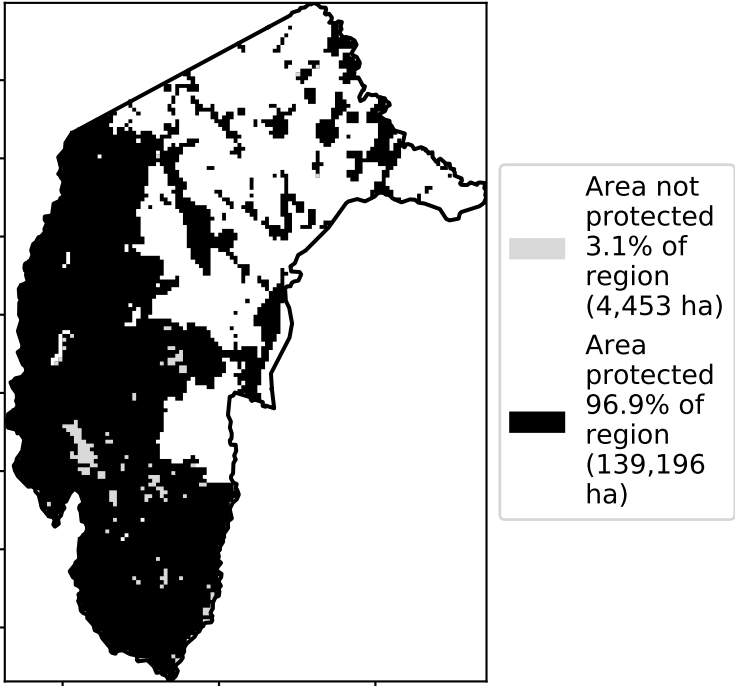 Area not
protected
3.1% of
region
(4,453 ha)
Area
protected
96.9% of
region
(139,196
ha)